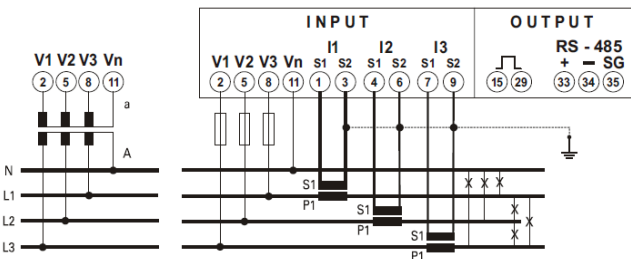 INPUT OUTPUT
I1 I2 I3 RS - 485
V1 V2 V3 Vn V1 V2 V3 Vn S1 S2 S1 S2 S1 S2 + – SG
2 5 8 11 2 5 8 11 1 3 4 6 7 9 15 29 33 34 35
a
A
N
S1
L1
P1
S1
L2
P1
S1
L3
P1